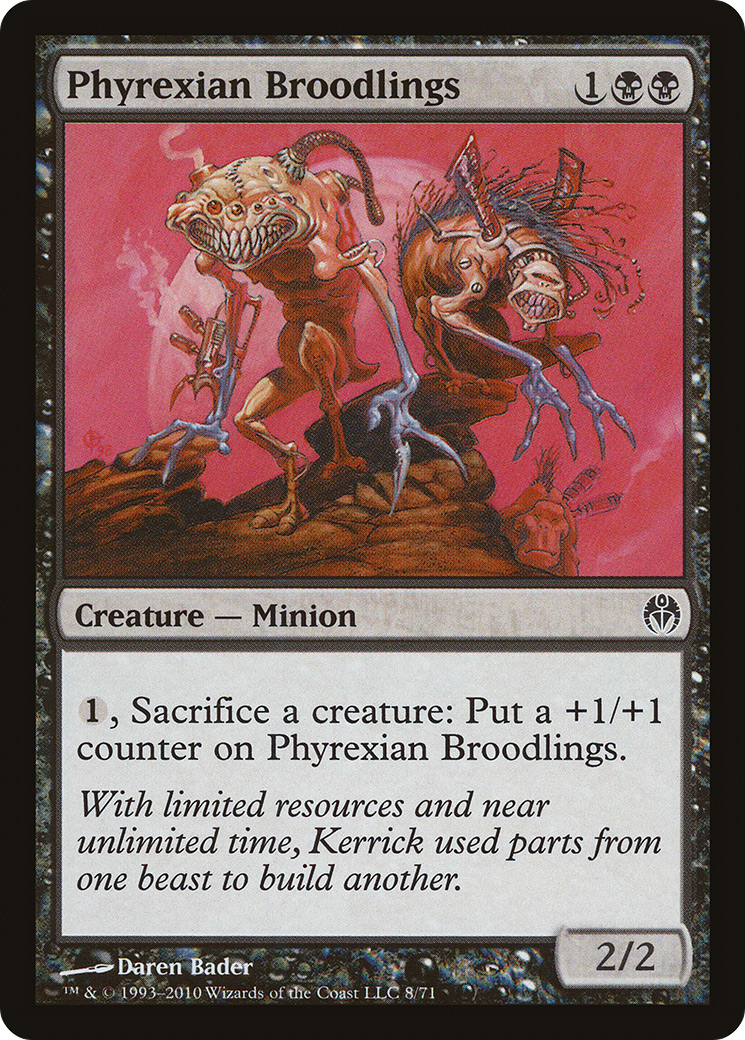 Phyrexian Broodlings 1
Creature — Minion
1, Sacrifice a creature: Put a +1/+1
counter on Phyrexian Broodlings.
With limited resources and near
unlimited time, Kerrick used parts from
one beast to build another.
2/2
Daren Bader
™ & © 1993–2010 Wizards of the Coast LLC 8/71